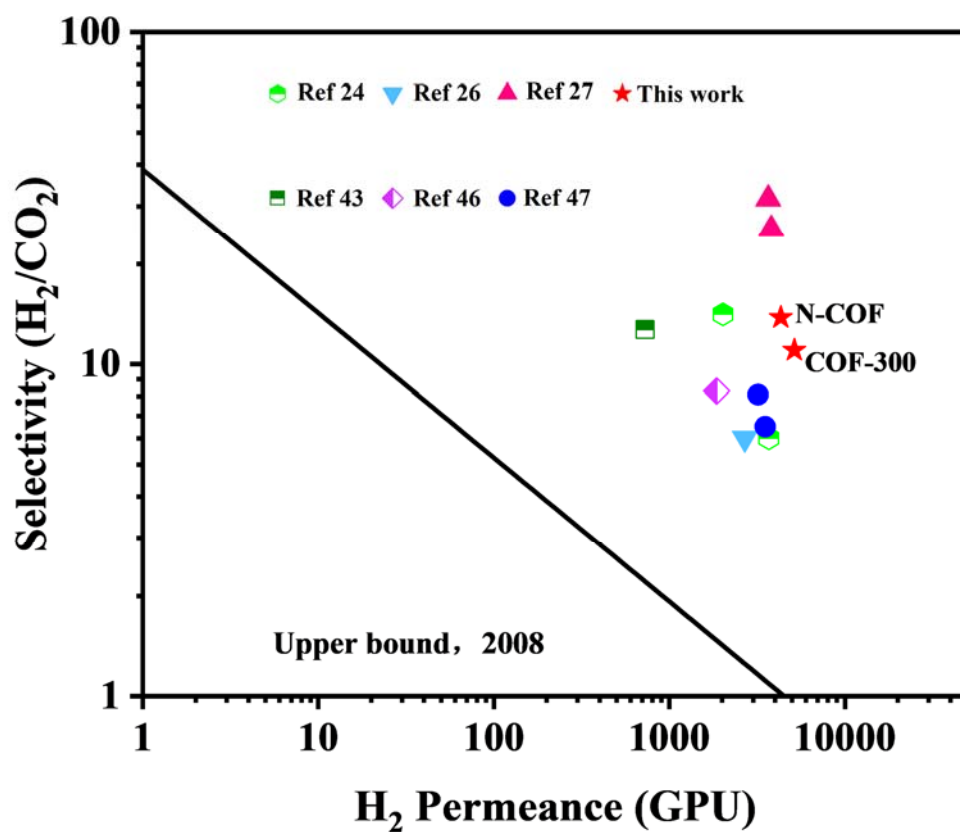 100
Ref 24 Ref 26 Ref 27 This work
Ref 43 Ref 46 Ref 47
N-COF
COF-300
10
Upper bound，2008
1
1 10 100 1000 10000
Selectivity (H₂/CO₂)
H₂ Permeance (GPU)